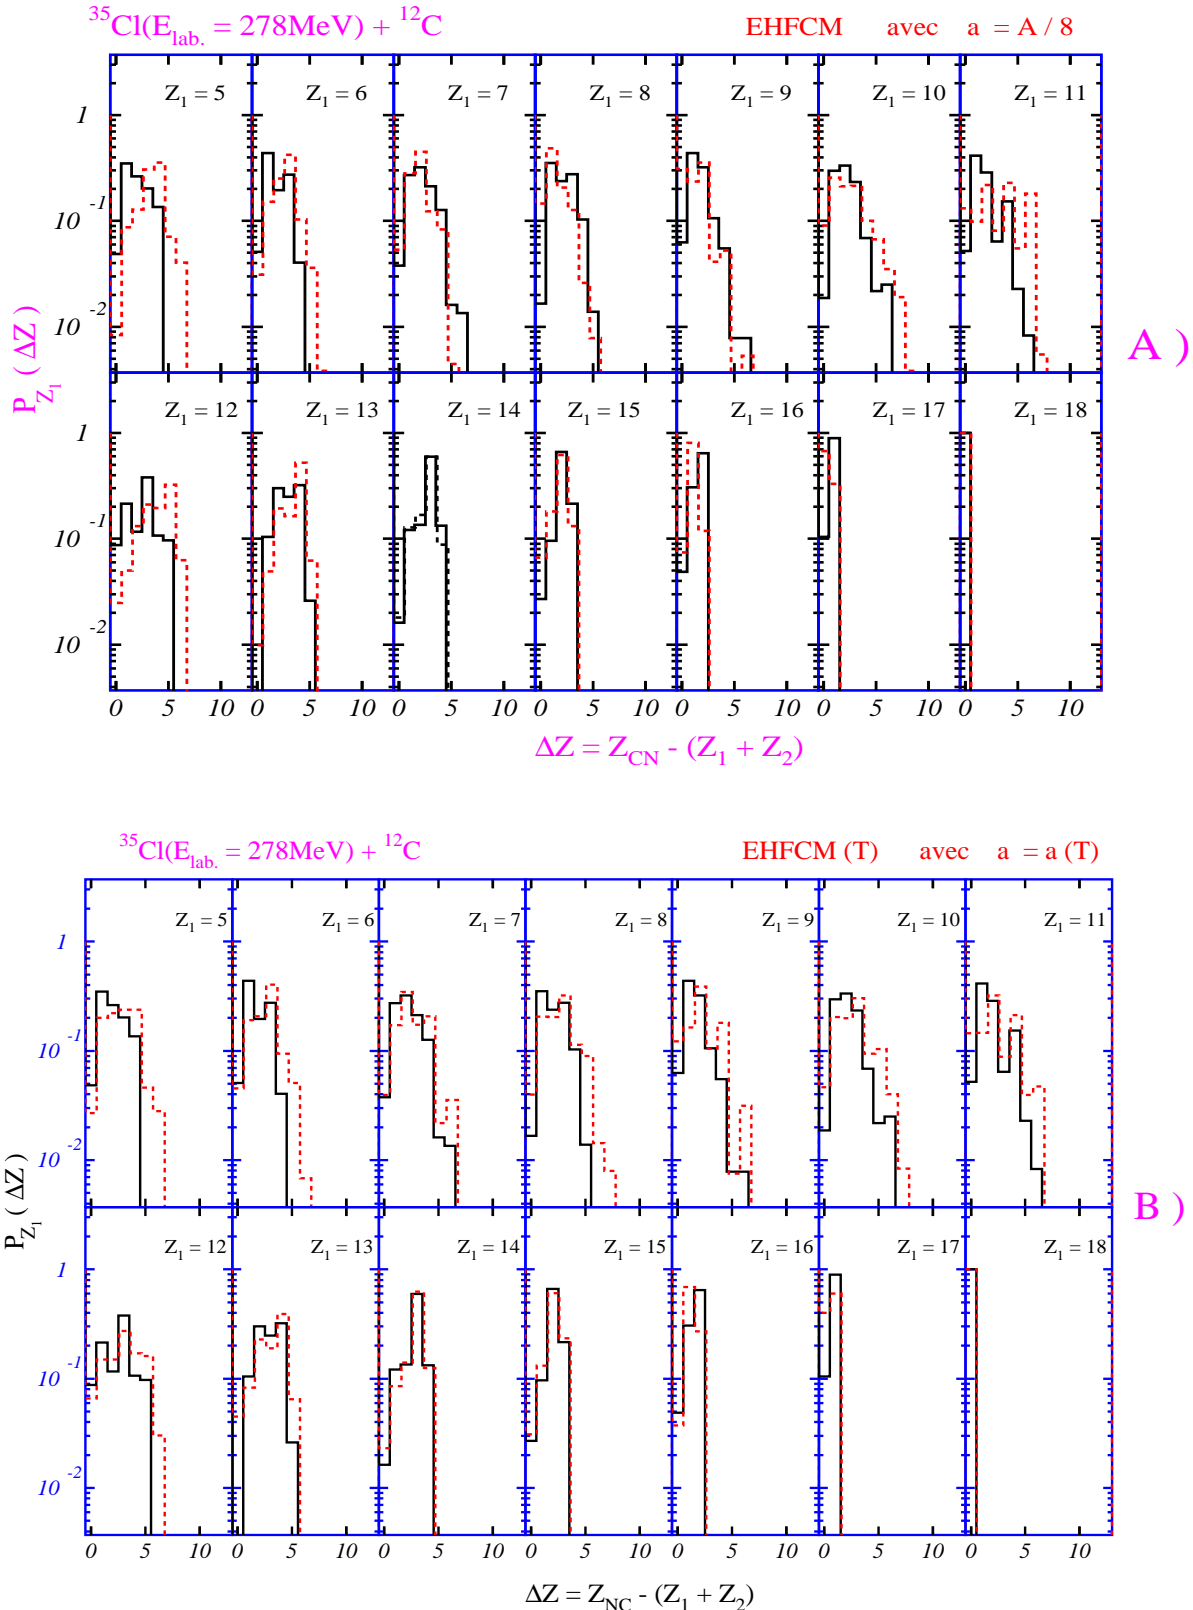 ³⁵Cl(E_lab. = 278MeV) + ¹²C EHFCM avec a = A / 8
Z₁ = 5 Z₁ = 6 Z₁ = 7 Z₁ = 8 Z₁ = 9 Z₁ = 10 Z₁ = 11
1
10 ⁻¹
10 ⁻²
P_Z₁ ( ΔZ )
A )
Z₁ = 12 Z₁ = 13 Z₁ = 14 Z₁ = 15 Z₁ = 16 Z₁ = 17 Z₁ = 18
1
10 ⁻¹
10 ⁻²
0 5 10 0 5 10 0 5 10 0 5 10 0 5 10 0 5 10 0 5 10
ΔZ = Z_CN - (Z₁ + Z₂)
³⁵Cl(E_lab. = 278MeV) + ¹²C EHFCM (T) avec a = a (T)
Z₁ = 5 Z₁ = 6 Z₁ = 7 Z₁ = 8 Z₁ = 9 Z₁ = 10 Z₁ = 11
1
10 ⁻¹
10 ⁻²
P_Z₁ ( ΔZ )
B )
Z₁ = 12 Z₁ = 13 Z₁ = 14 Z₁ = 15 Z₁ = 16 Z₁ = 17 Z₁ = 18
1
10 ⁻¹
10 ⁻²
0 5 10 0 5 10 0 5 10 0 5 10 0 5 10 0 5 10 0 5 10
ΔZ = Z_NC - (Z₁ + Z₂)